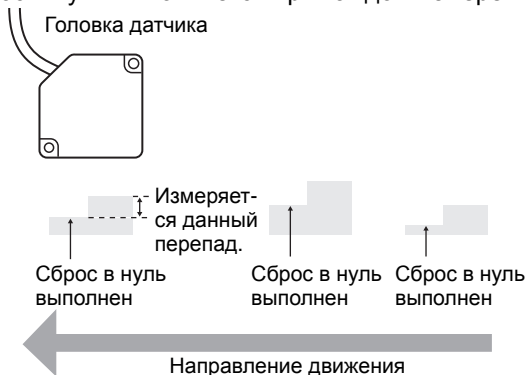 Головка датчика
Измеряет-
ся данный
перепад.
Сброс в нуль
выполнен
Сброс в нуль
выполнен
Сброс в нуль
выполнен
Направление движения